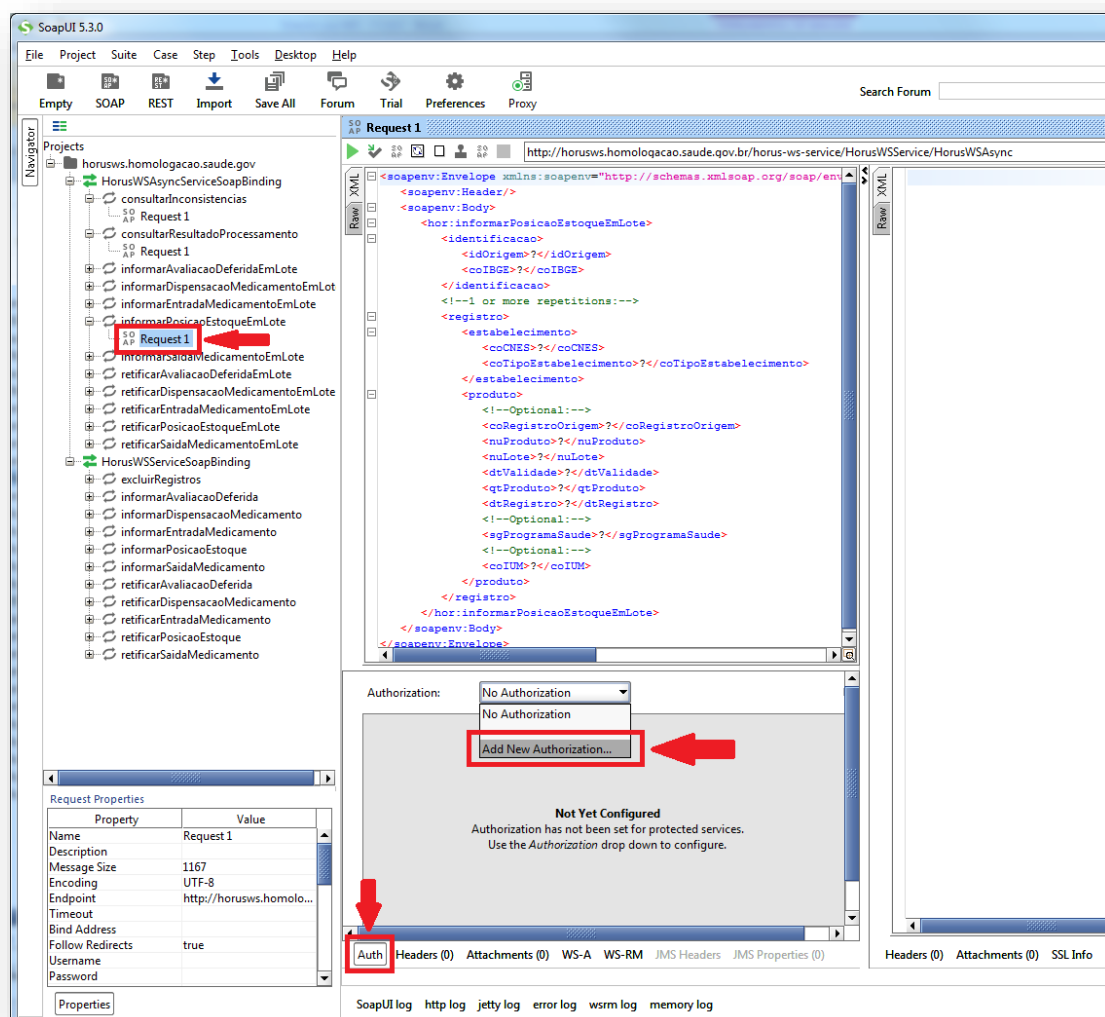 SoapUI 5.3.0
File Project Suite Case Step Tools Desktop Help
Empty SOAP REST Import Save All Forum Trial Preferences Proxy
Search Forum
Navigator
Projects
horusws.homologacao.saude.gov
HorusWSAsyncServiceSoapBinding
consultarInconsistencias
Request 1
consultarResultadoProcessamento
Request 1
informarAvaliacaoDeferidaEmLote
informarDispensacaoMedicamentoEmLot
informarEntradaMedicamentoEmLote
informarPosicaoEstoqueEmLote
Request 1
informarSaidaMedicamentoEmLote
retificarAvaliacaoDeferidaEmLote
retificarDispensacaoMedicamentoEmLote
retificarEntradaMedicamentoEmLote
retificarPosicaoEstoqueEmLote
retificarSaidaMedicamentoEmLote
HorusWSServiceSoapBinding
excluirRegistros
informarAvaliacaoDeferida
informarDispensacaoMedicamento
informarEntradaMedicamento
informarPosicaoEstoque
informarSaidaMedicamento
retificarAvaliacaoDeferida
retificarDispensacaoMedicamento
retificarEntradaMedicamento
retificarPosicaoEstoque
retificarSaidaMedicamento
Request Properties
Property Value
Name Request 1
Description
Message Size 1167
Encoding UTF-8
Endpoint http://horusws.homolo...
Timeout
Bind Address
Follow Redirects true
Username
Password
Properties
SOAP Request 1
http://horusws.homologacao.saude.gov.br/horus-ws-service/HorusWSService/HorusWSAsync
XML
Raw
<soapenv:Envelope xmlns:soapenv="http://schemas.xmlsoap.org/soap/env
<soapenv:Header/>
<soapenv:Body>
<hor:informarPosicaoEstoqueEmLote>
<identificacao>
<idOrigem>?</idOrigem>
<coIBGE>?</coIBGE>
</identificacao>
<!--1 or more repetitions:-->
<registro>
<estabelecimento>
<coCNES>?</coCNES>
<coTipoEstabelecimento>?</coTipoEstabelecimento>
</estabelecimento>
<produto>
<!--Optional:-->
<coRegistroOrigem>?</coRegistroOrigem>
<nuProduto>?</nuProduto>
<nuLote>?</nuLote>
<dtValidade>?</dtValidade>
<qtProduto>?</qtProduto>
<dtRegistro>?</dtRegistro>
<!--Optional:-->
<sgProgramaSaude>?</sgProgramaSaude>
<!--Optional:-->
<coIUM>?</coIUM>
</produto>
</registro>
</hor:informarPosicaoEstoqueEmLote>
</soapenv:Body>
</soapenv:Envelope>
XML
Raw
Authorization: No Authorization
No Authorization
Add New Authorization...
Not Yet Configured
Authorization has not been set for protected services.
Use the Authorization drop down to configure.
Auth Headers (0) Attachments (0) WS-A WS-RM JMS Headers JMS Properties (0)
Headers (0) Attachments (0) SSL Info
SoapUI log http log jetty log error log wsrm log memory log